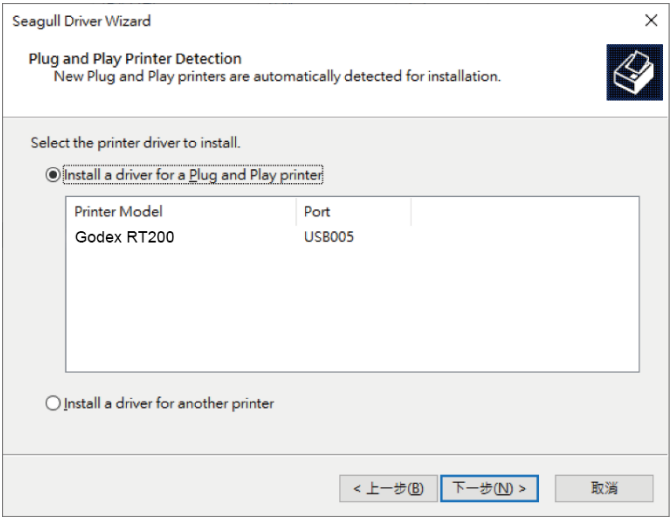 Seagull Driver Wizard
Plug and Play Printer Detection
New Plug and Play printers are automatically detected for installation.
Select the printer driver to install.
Install a driver for a Plug and Play printer
Printer Model Port
Godex RT200 USB005
Install a driver for another printer
< 上一步(B) 下一步(N) > 取消